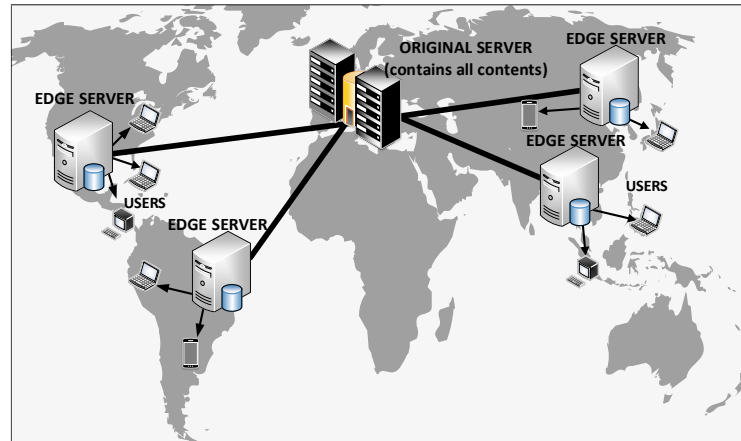 ORIGINAL SERVER
(contains all contents)
EDGE SERVER
EDGE SERVER
EDGE SERVER
USERS
USERS
EDGE SERVER